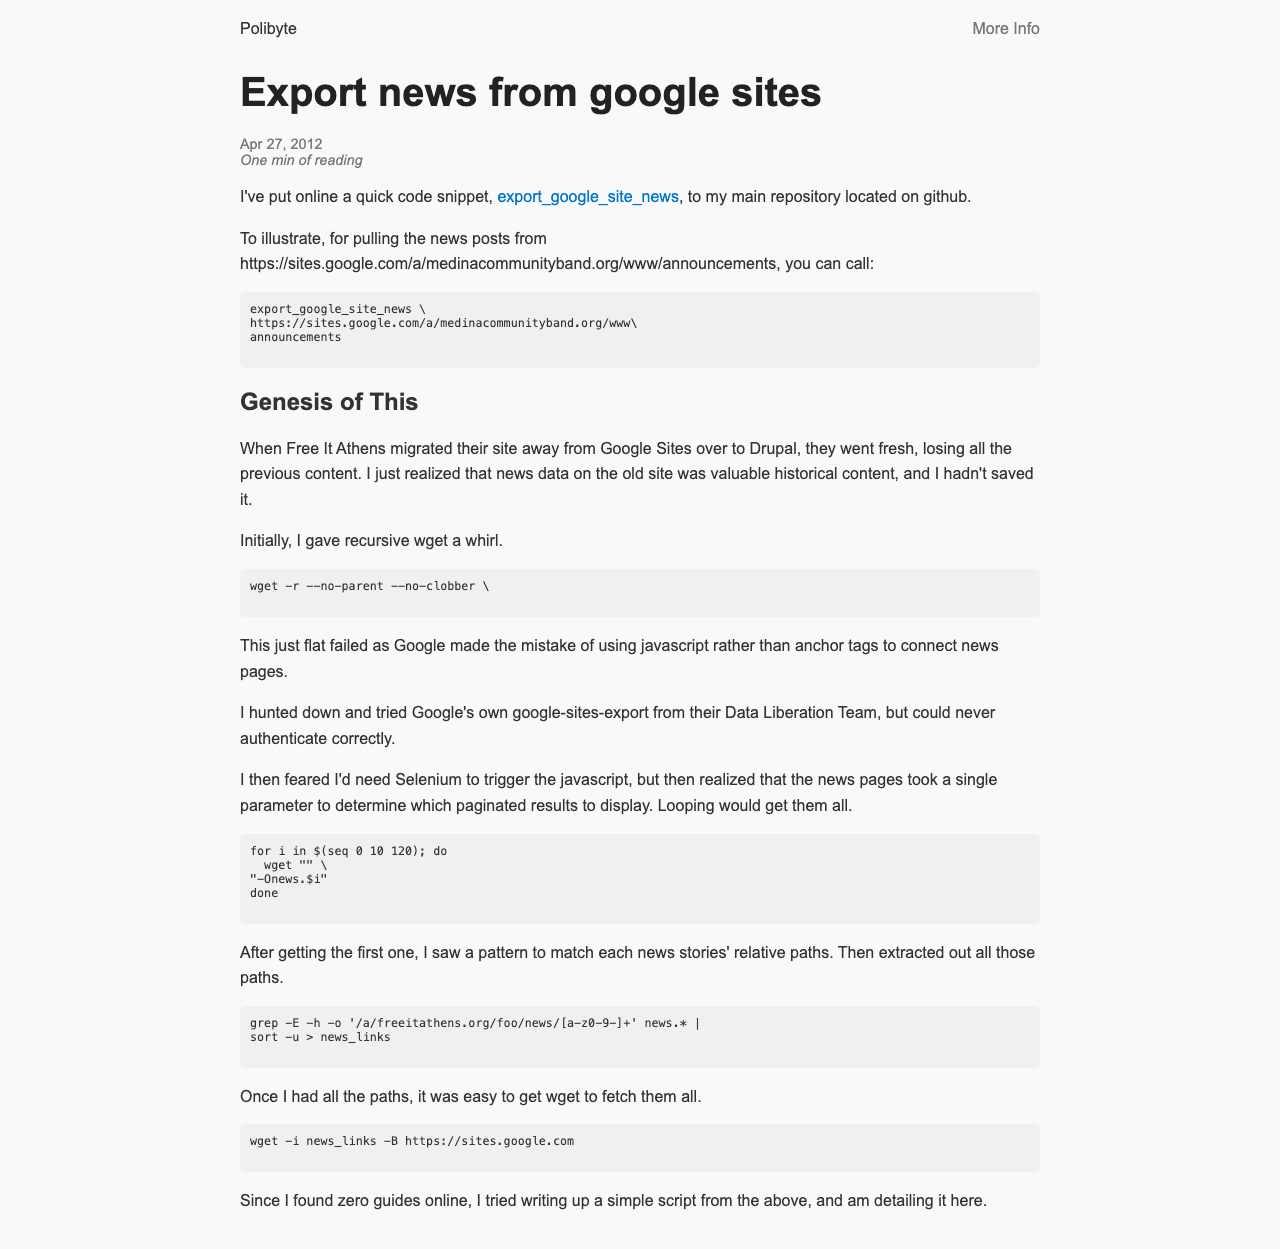 Polibyte
More Info
Export news from google sites
Apr 27, 2012
One min of reading
I've put online a quick code snippet, export_google_site_news, to my main repository located on github.
To illustrate, for pulling the news posts from
https://sites.google.com/a/medinacommunityband.org/www/announcements, you can call:
export_google_site_news \
https://sites.google.com/a/medinacommunityband.org/www\
announcements
Genesis of This
When Free It Athens migrated their site away from Google Sites over to Drupal, they went fresh, losing all the
previous content. I just realized that news data on the old site was valuable historical content, and I hadn't saved
it.
Initially, I gave recursive wget a whirl.
wget -r --no-parent --no-clobber \
This just flat failed as Google made the mistake of using javascript rather than anchor tags to connect news
pages.
I hunted down and tried Google's own google-sites-export from their Data Liberation Team, but could never
authenticate correctly.
I then feared I'd need Selenium to trigger the javascript, but then realized that the news pages took a single
parameter to determine which paginated results to display. Looping would get them all.
for i in $(seq 0 10 120); do
  wget "" \
"-Onews.$i"
done
After getting the first one, I saw a pattern to match each news stories' relative paths. Then extracted out all those
paths.
grep -E -h -o '/a/freeitathens.org/foo/news/[a-z0-9-]+' news.* |
sort -u > news_links
Once I had all the paths, it was easy to get wget to fetch them all.
wget -i news_links -B https://sites.google.com
Since I found zero guides online, I tried writing up a simple script from the above, and am detailing it here.